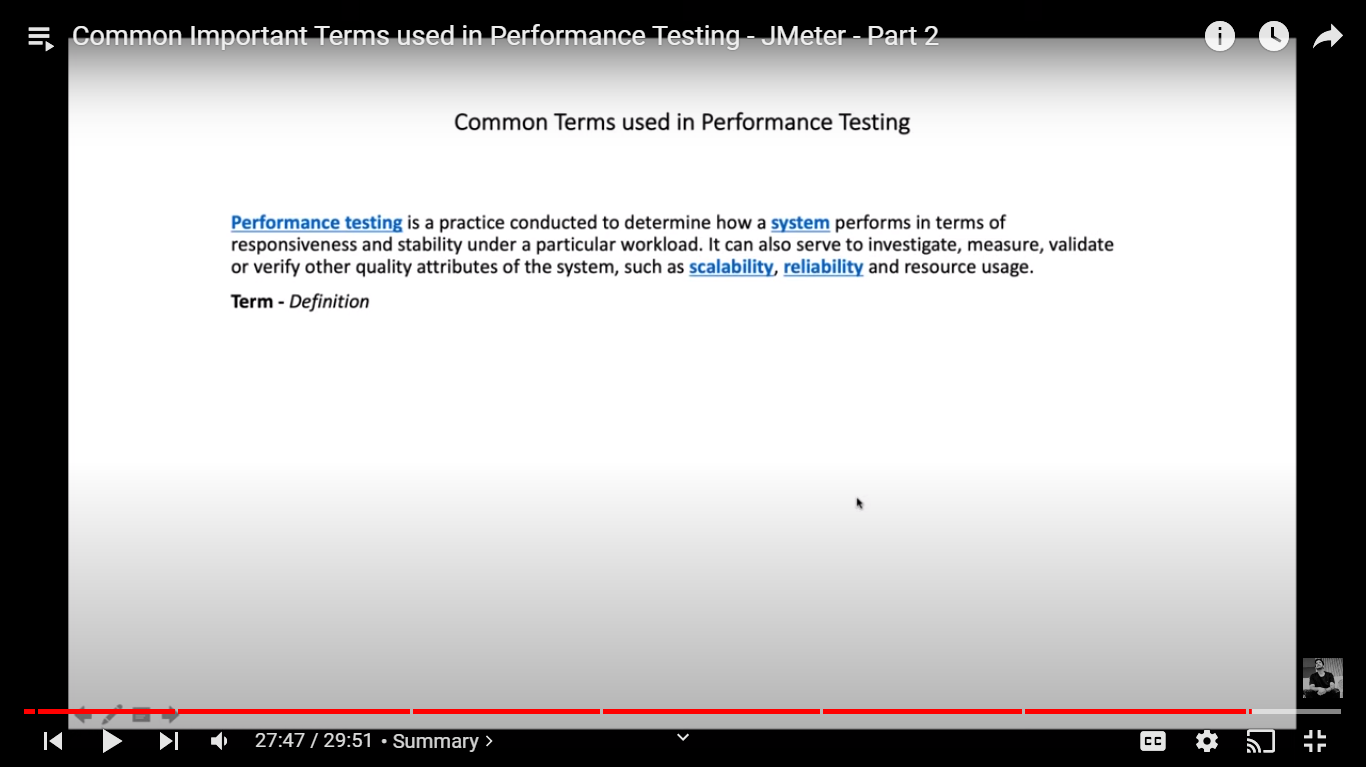 Common Important Terms used in Performance Testing - JMeter - Part 2
Common Terms used in Performance Testing
Performance testing is a practice conducted to determine how a system performs in terms of
responsiveness and stability under a particular workload. It can also serve to investigate, measure, validate
or verify other quality attributes of the system, such as scalability, reliability and resource usage.
Term - Definition
27:47 / 29:51 • Summary
CC